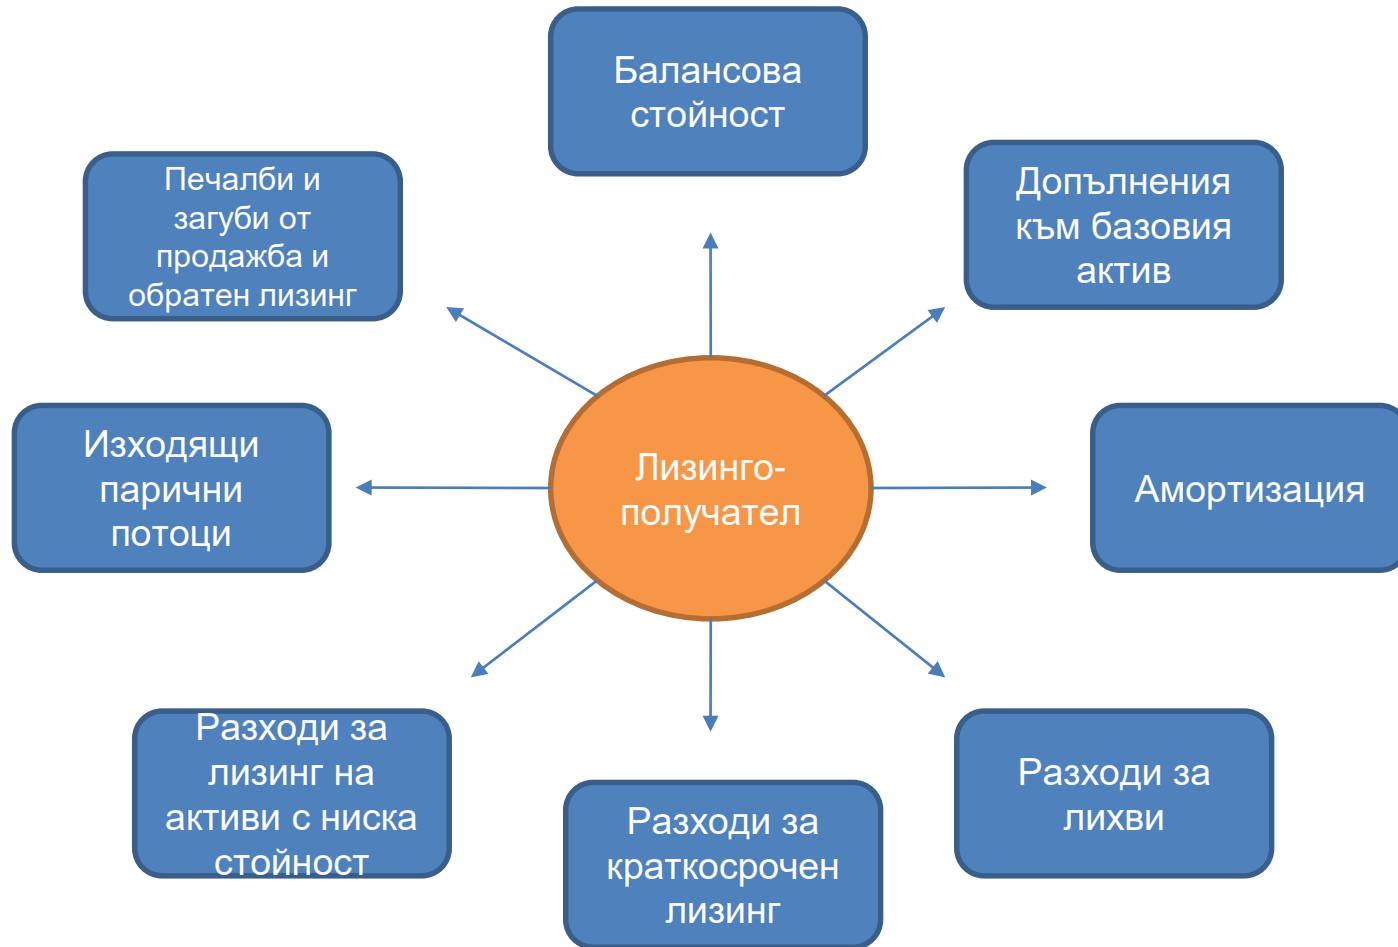 Балансова
стойност
Печалби и
загуби от
продажба и
обратен лизинг
Допълнения
към базовия
актив
Изходящи
парични
потоци
Лизинго-
получател
Амортизация
Разходи за
лизинг на
активи с ниска
стойност
Разходи за
краткосрочен
лизинг
Разходи за
лихви